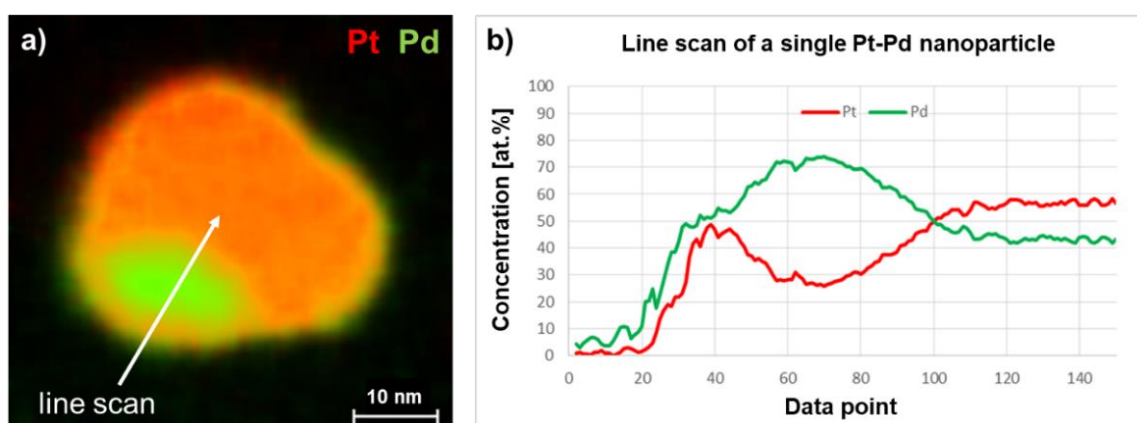 a)
Pt Pd
line scan
10 nm
b)
Line scan of a single Pt-Pd nanoparticle
Concentration [at.%]
100
90
80
70
60
50
40
30
20
10
0
Pt Pd
0 20 40 60 80 100 120 140
Data point